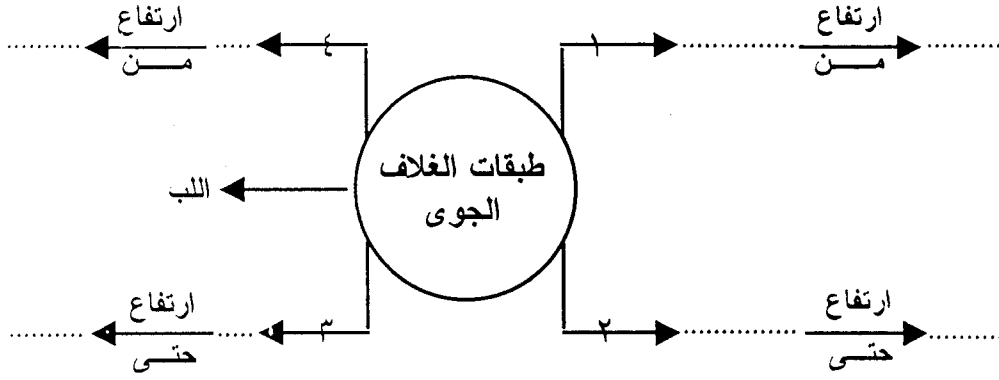 ارتفاع
من
١
٤
ارتفاع
من
طبقات الغلاف
الجوى
اللب
ارتفاع
حتى
٢
٣
ارتفاع
حتى